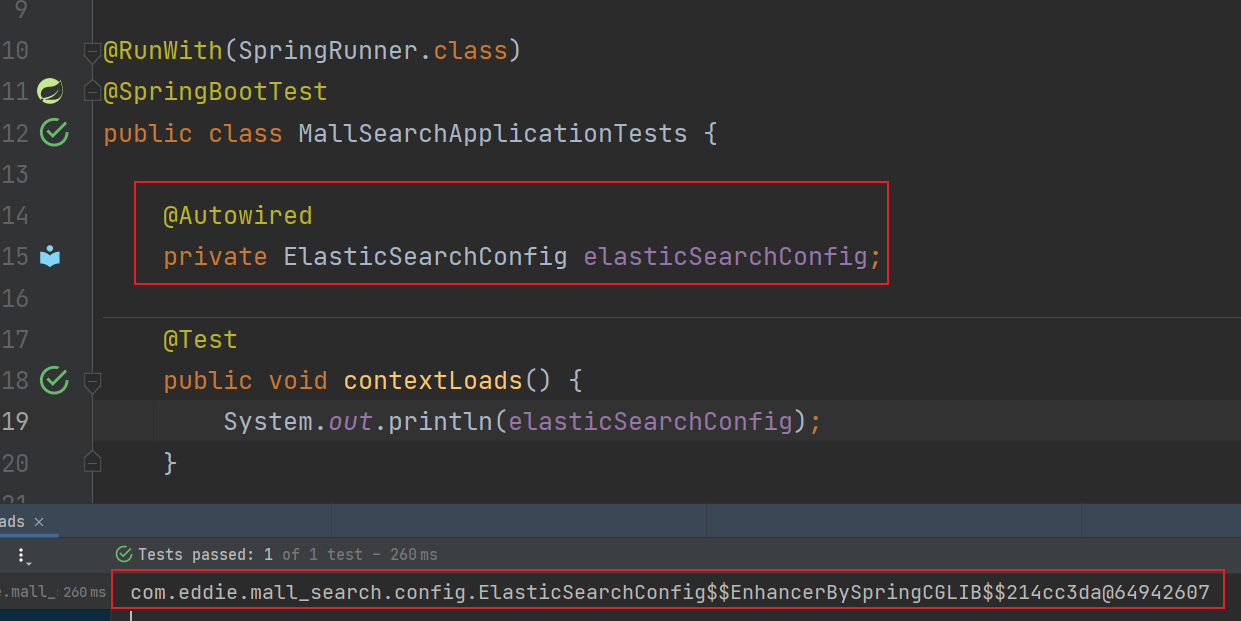 9
10 @RunWith(SpringRunner.class)
11 @SpringBootTest
12 public class MallSearchApplicationTests {
13
14 @Autowired
15 private ElasticSearchConfig elasticSearchConfig;
16
17 @Test
18 public void contextLoads() {
19 System.out.println(elasticSearchConfig);
20 }
21
ads ×
Tests passed: 1 of 1 test – 260 ms
.mall_ 260 ms
com.eddie.mall_search.config.ElasticSearchConfig$$EnhancerBySpringCGLIB$$214cc3da@64942607